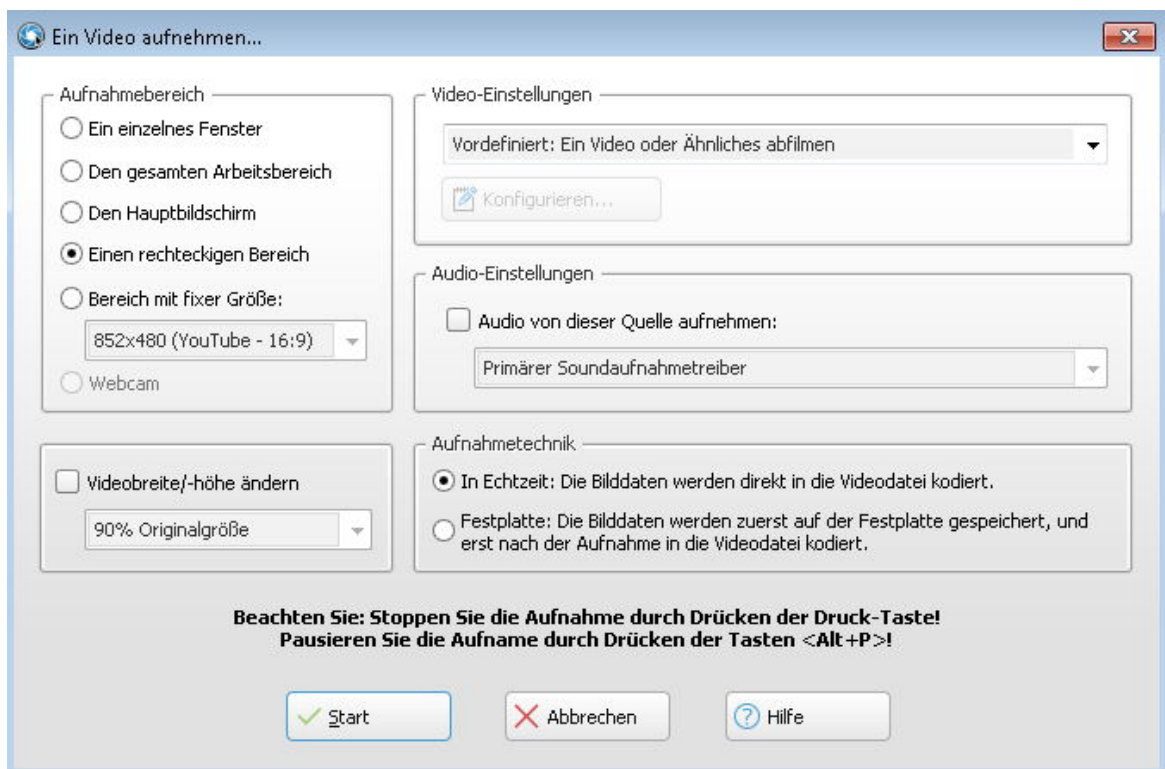 Ein Video aufnehmen...
Aufnahmebereich
Ein einzelnes Fenster
Den gesamten Arbeitsbereich
Den Hauptbildschirm
Einen rechteckigen Bereich
Bereich mit fixer Größe:
852x480 (YouTube - 16:9)
Webcam
Video-Einstellungen
Vordefiniert: Ein Video oder Ähnliches abfilmen
Konfigurieren...
Audio-Einstellungen
Audio von dieser Quelle aufnehmen:
Primärer Soundaufnahmetreiber
Videobreite/-höhe ändern
90% Originalgröße
Aufnahmetechnik
In Echtzeit: Die Bilddaten werden direkt in die Videodatei kodiert.
Festplatte: Die Bilddaten werden zuerst auf der Festplatte gespeichert, und
erst nach der Aufnahme in die Videodatei kodiert.
Beachten Sie: Stoppen Sie die Aufnahme durch Drücken der Druck-Taste!
Pausieren Sie die Aufname durch Drücken der Tasten <Alt+P>!
Start
Abbrechen
Hilfe